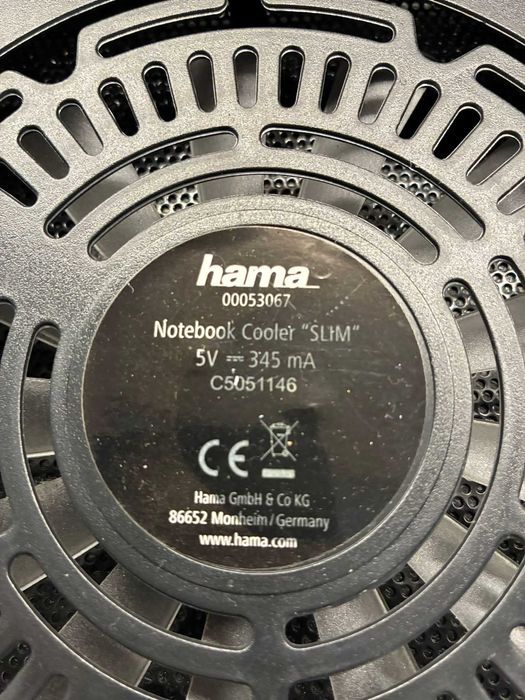 hama
00053067
Notebook Cooler "SLIM"
5V ⎓ 345 mA
C5051146
CE
Hama GmbH & Co KG
86652 Monheim/Germany
www.hama.com